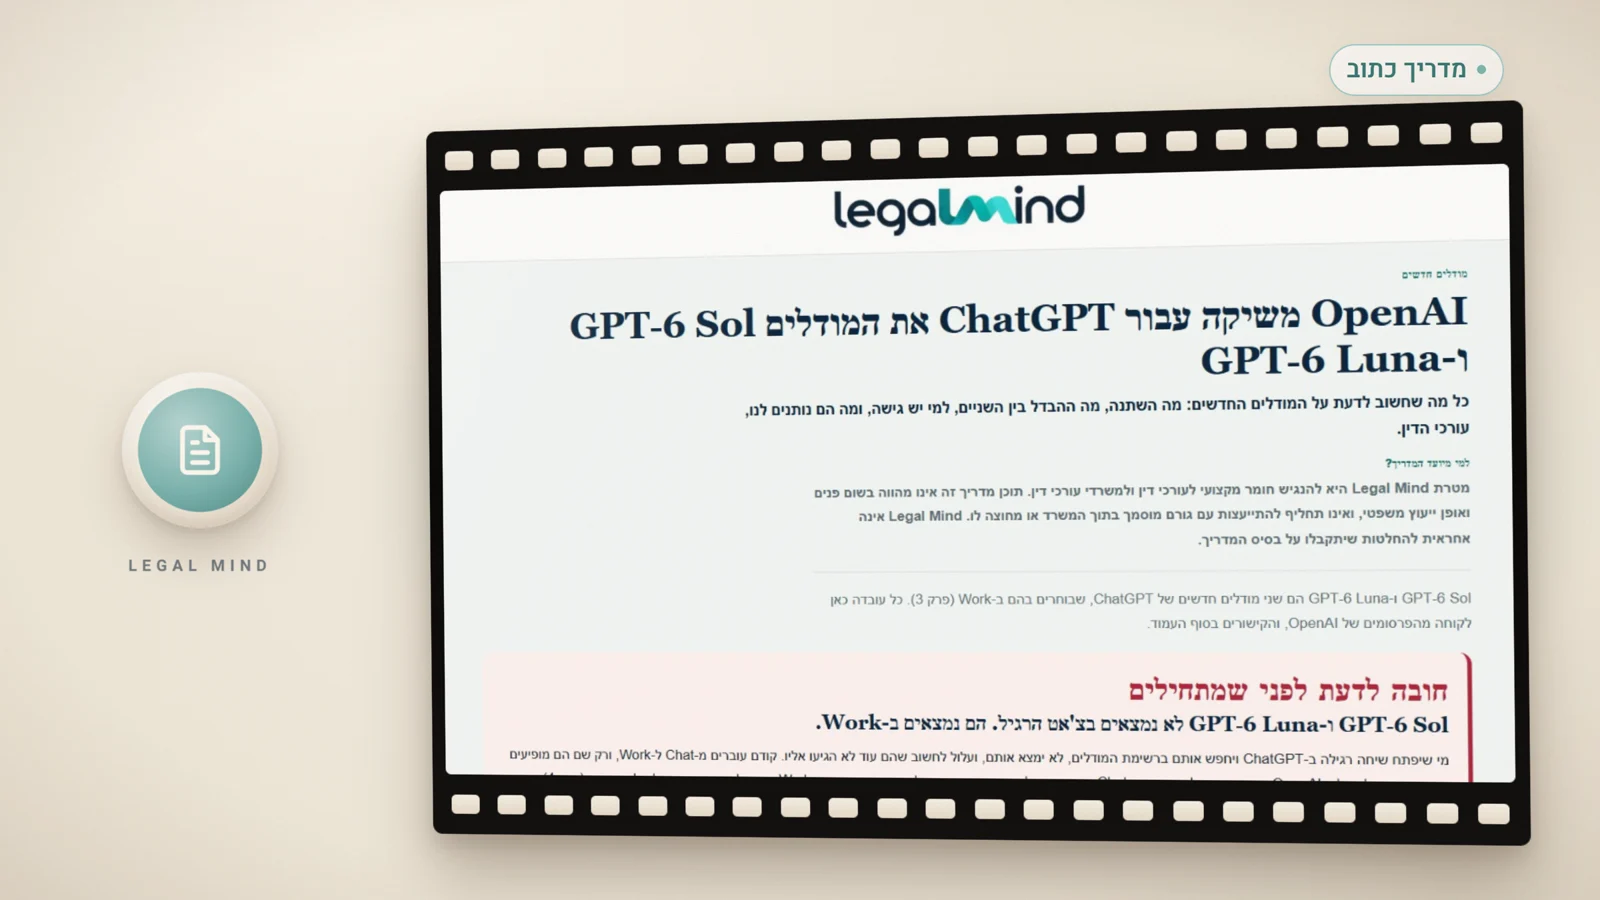 מדריך כתוב
legalmind
מודלים חדשים
OpenAI משיקה עבור ChatGPT את המודלים GPT-6 Sol
ו-GPT-6 Luna
כל מה שחשוב לדעת על המודלים החדשים: מה השתנה, מה ההבדל בין השניים, למי יש גישה, ומה הם נותנים לנו,
עורכי הדין.
למי מיועד המדריך?
מטרת Legal Mind היא להנגיש חומר מקצועי לעורכי דין ולמשרדי עורכי דין. תוכן מדריך זה אינו מהווה בשום פנים
ואופן ייעוץ משפטי, ואינו תחליף להתייעצות עם גורם מוסמך בתוך המשרד או מחוצה לו. Legal Mind אינה
אחראית להחלטות שיתקבלו על בסיס המדריך.
GPT-6 Sol ו-GPT-6 Luna הם שני מודלים חדשים של ChatGPT, שבוחרים בהם ב-Work (פרק 3). כל עובדה כאן
לקוחה מהפרסומים של OpenAI, והקישורים בסוף העמוד.
חובה לדעת לפני שמתחילים
GPT-6 Sol ו-GPT-6 Luna לא נמצאים בצ'אט הרגיל. הם נמצאים ב-Work.
מי שיפתח שיחה רגילה ב-ChatGPT ויחפש אותם ברשימת המודלים, לא ימצא אותם, ועלול לחשוב שהם עוד לא הגיעו אליו. קודם עוברים מ-Chat ל-Work, ורק שם הם מופיעים
LEGAL MIND